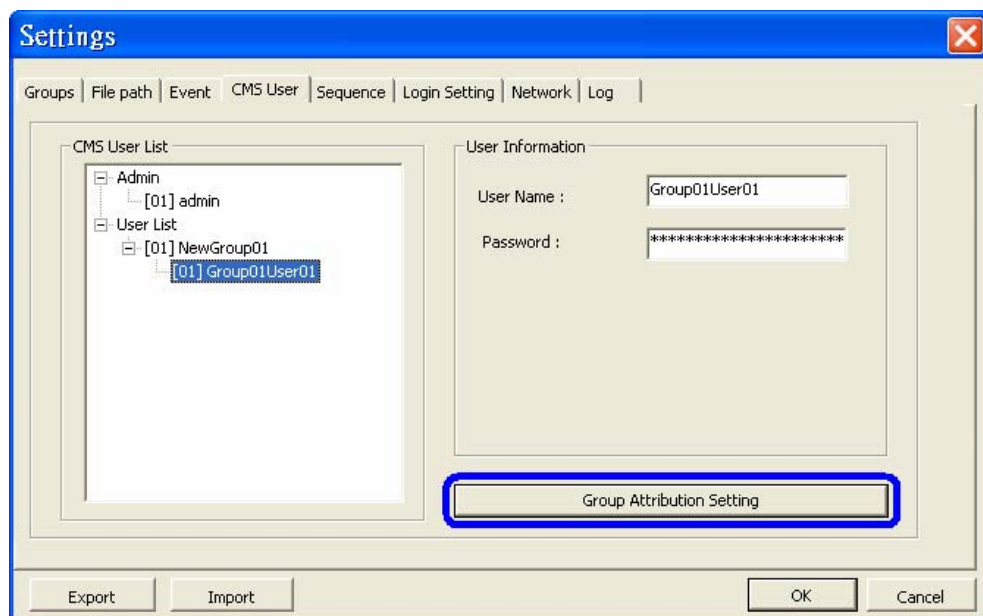 Settings
Groups File path Event CMS User Sequence Login Setting Network Log
CMS User List
Admin
[01] admin
User List
[01] NewGroup01
[01] Group01User01
User Information
User Name :
Group01User01
Password :
**********************
Group Attribution Setting
Export
Import
OK
Cancel